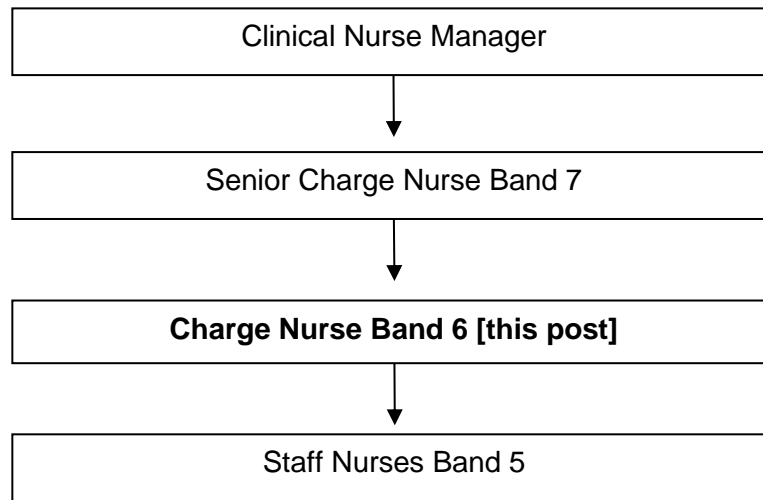 Clinical Nurse Manager
Senior Charge Nurse Band 7
Charge Nurse Band 6 [this post]
Staff Nurses Band 5